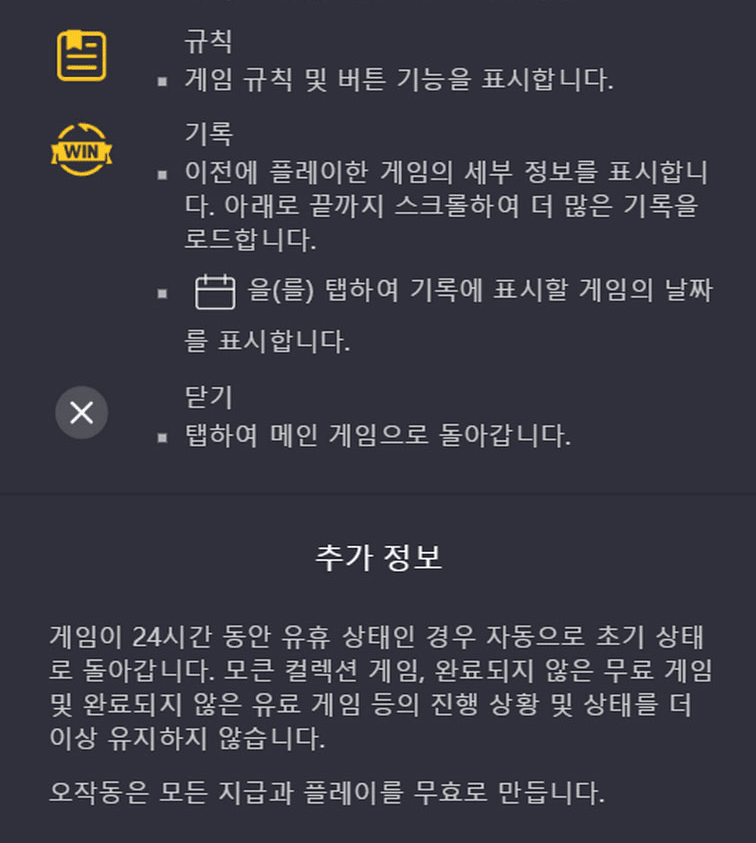 규칙
▪ 게임 규칙 및 버튼 기능을 표시합니다.
WIN
기록
▪ 이전에 플레이한 게임의 세부 정보를 표시합니
다. 아래로 끝까지 스크롤하여 더 많은 기록을
로드합니다.
▪ 을(를) 탭하여 기록에 표시할 게임의 날짜
를 표시합니다.
닫기
▪ 탭하여 메인 게임으로 돌아갑니다.
추가 정보
게임이 24시간 동안 유휴 상태인 경우 자동으로 초기 상태
로 돌아갑니다. 모큰 컬렉션 게임, 완료되지 않은 무료 게임
및 완료되지 않은 유료 게임 등의 진행 상황 및 상태를 더
이상 유지하지 않습니다.
오작동은 모든 지급과 플레이를 무효로 만듭니다.